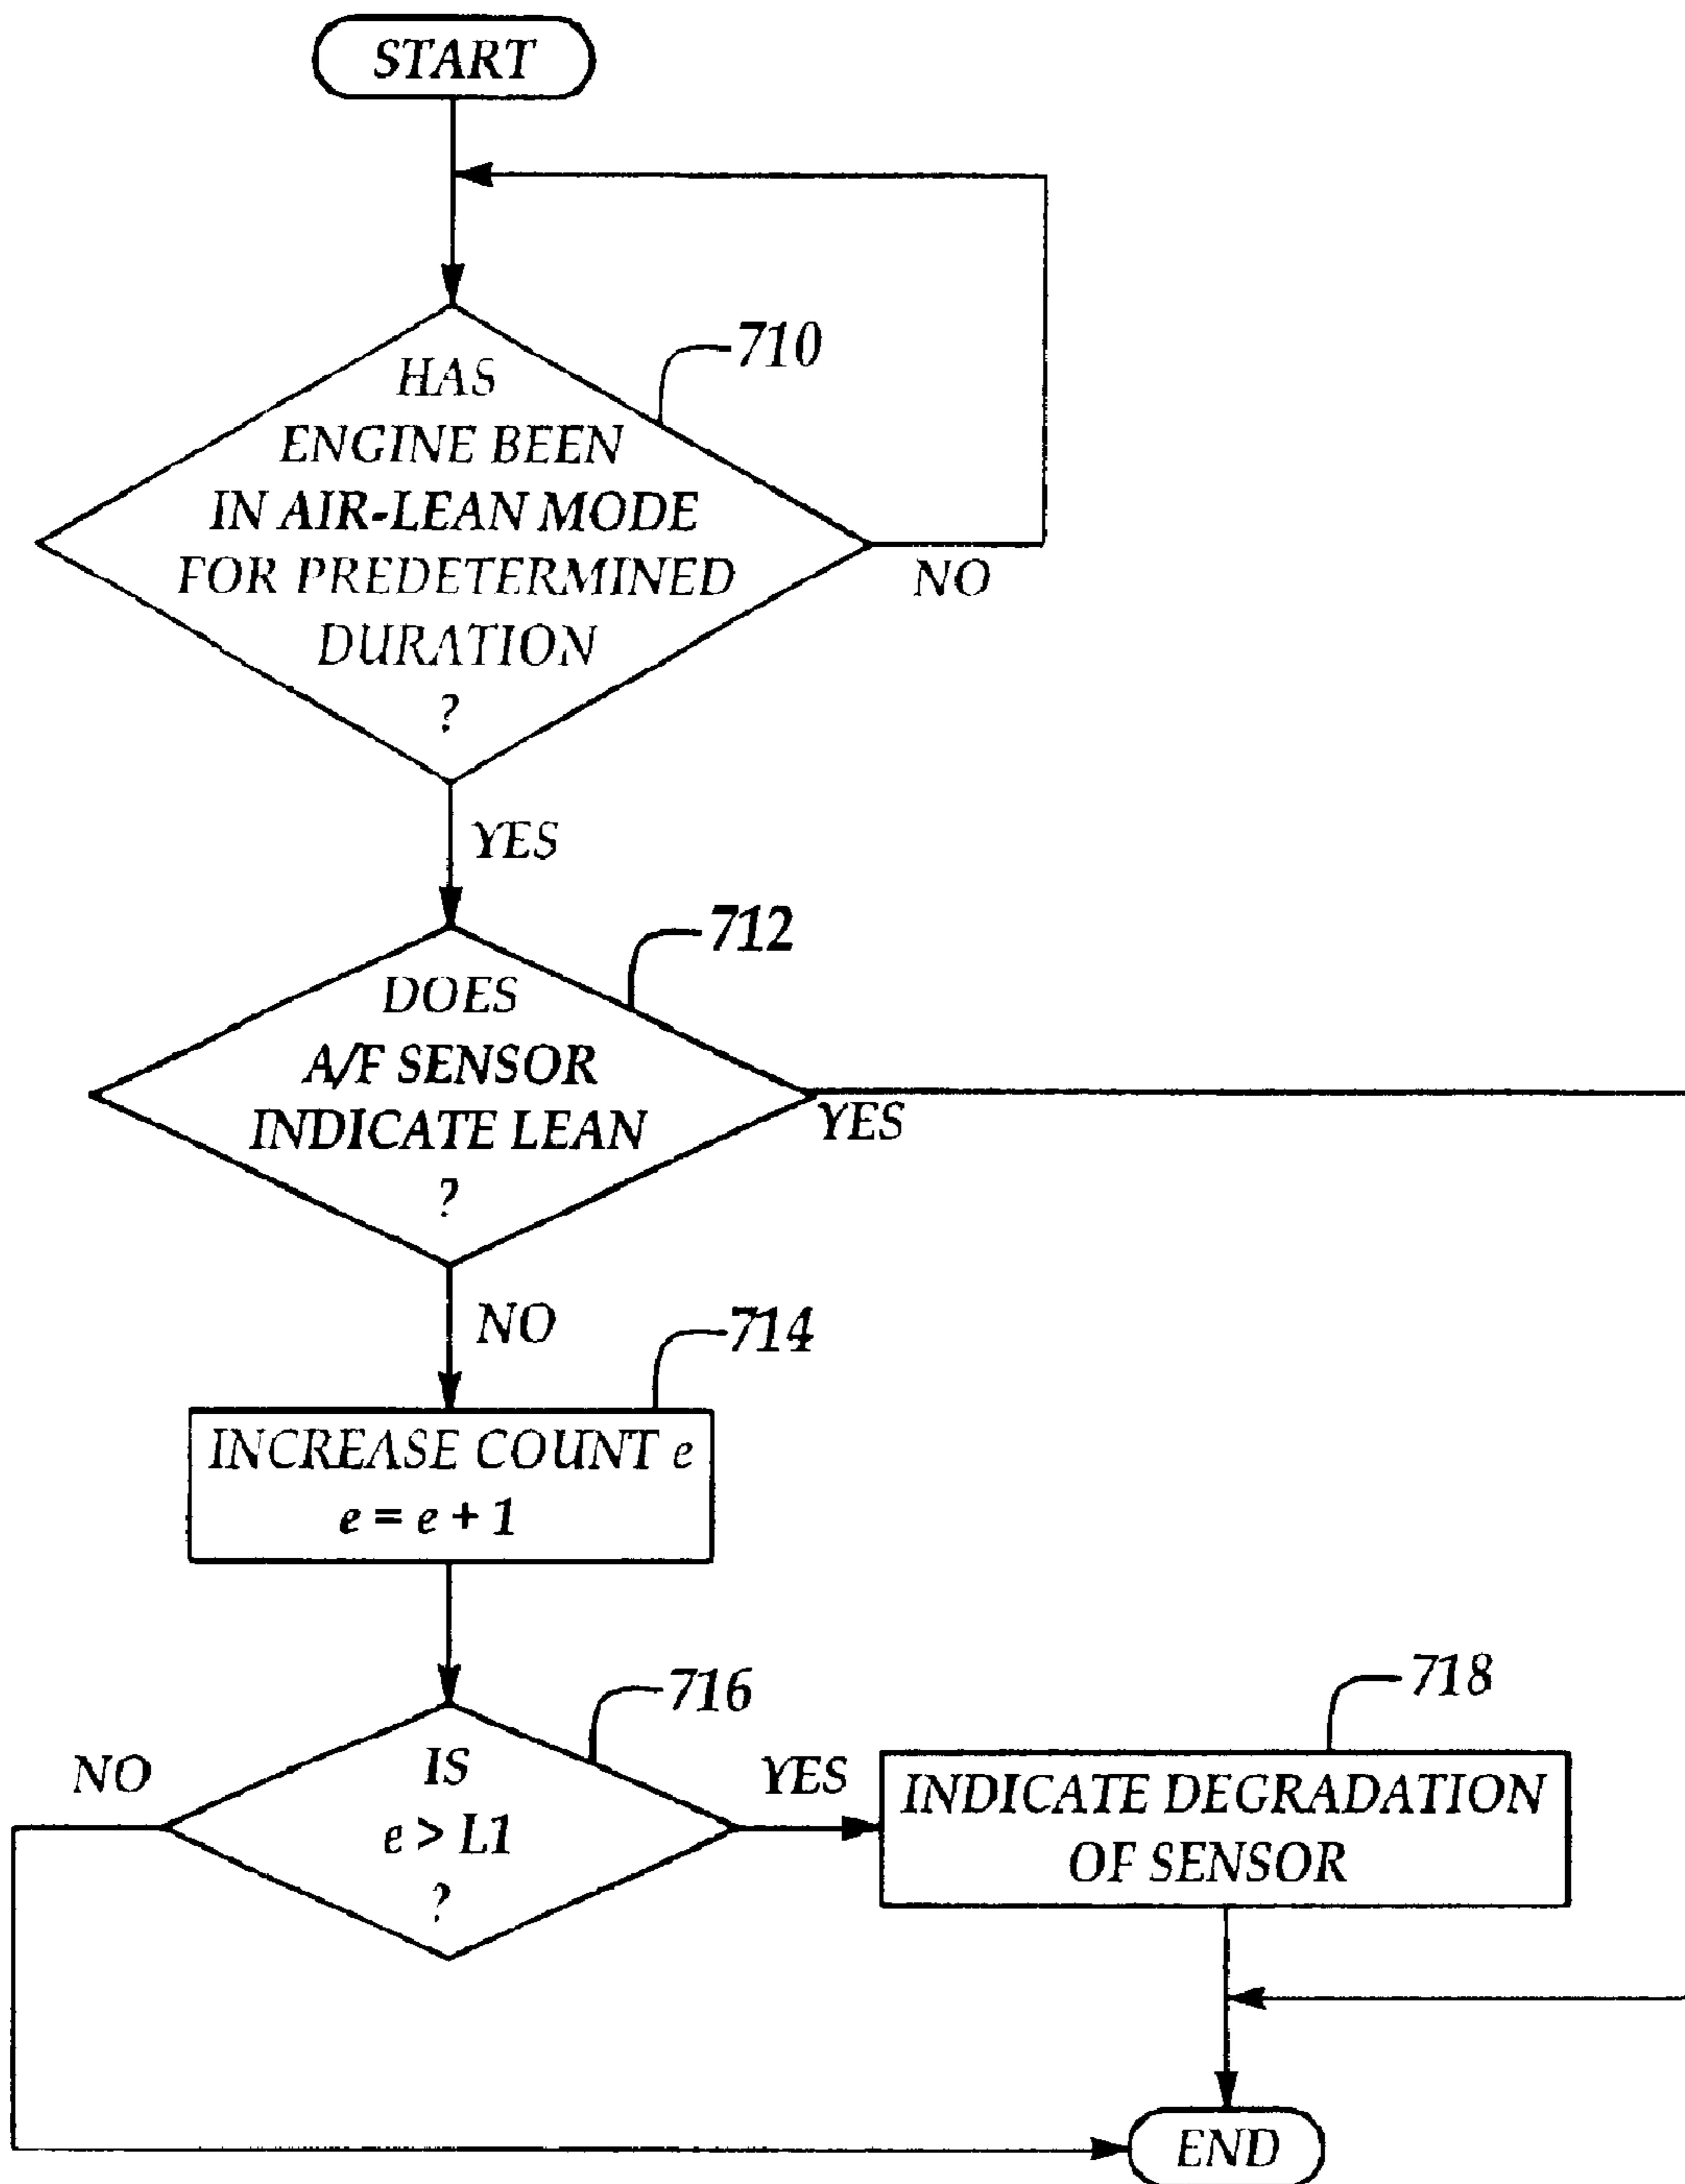 START
710
HAS
ENGINE BEEN
IN AIR-LEAN MODE
FOR PREDETERMINED
DURATION
?
NO
YES
712
DOES
A/F SENSOR
INDICATE LEAN
?
YES
NO
714
INCREASE COUNT e
e = e + 1
716
IS
e > L1
?
NO
YES
718
INDICATE DEGRADATION
OF SENSOR
END